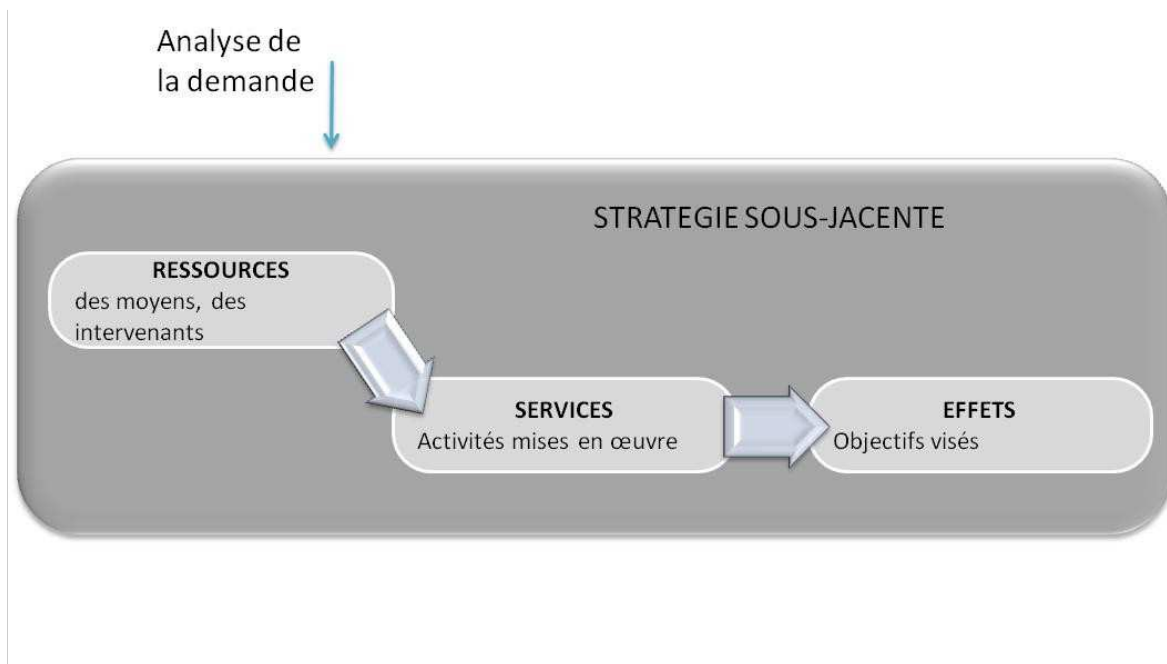 Analyse de
la demande
STRATEGIE SOUS-JACENTE
RESSOURCES
des moyens, des
intervenants
SERVICES
Activités mises en œuvre
EFFETS
Objectifs visés